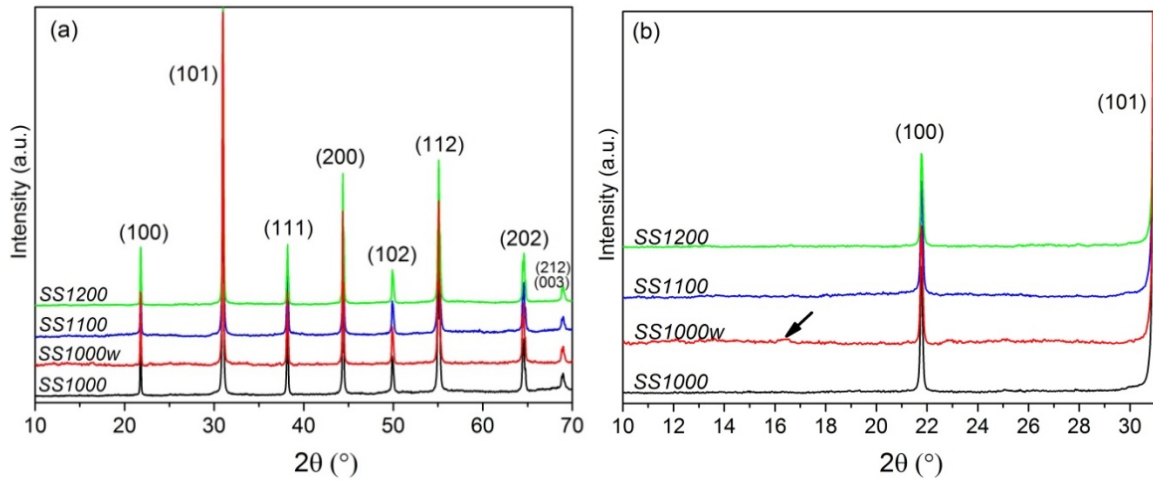 (a)
(101)
(112)
(200)
(100)
(111)
(102)
(202)
(212)
(003)
SS1200
SS1100
SS1000w
SS1000
Intensity (a.u.)
10 20 30 40 50 60 70
2θ (°)
(b)
(101)
(100)
SS1200
SS1100
SS1000w
SS1000
Intensity (a.u.)
10 12 14 16 18 20 22 24 26 28 30
2θ (°)